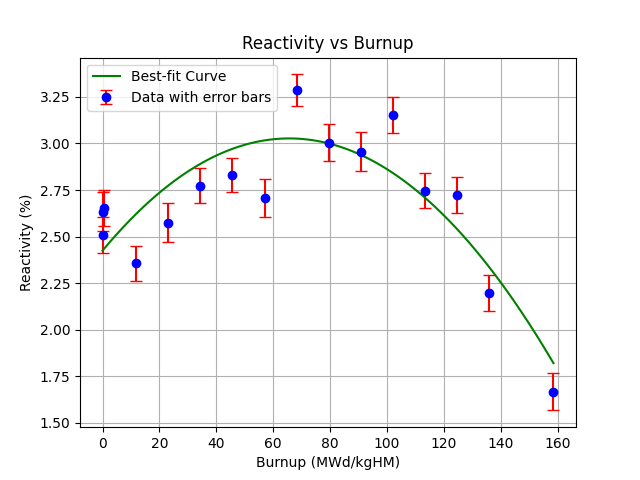 Reactivity vs Burnup
Best-fit Curve
Data with error bars
Reactivity (%)
3.25
3.00
2.75
2.50
2.25
2.00
1.75
1.50
0 20 40 60 80 100 120 140 160
Burnup (MWd/kgHM)